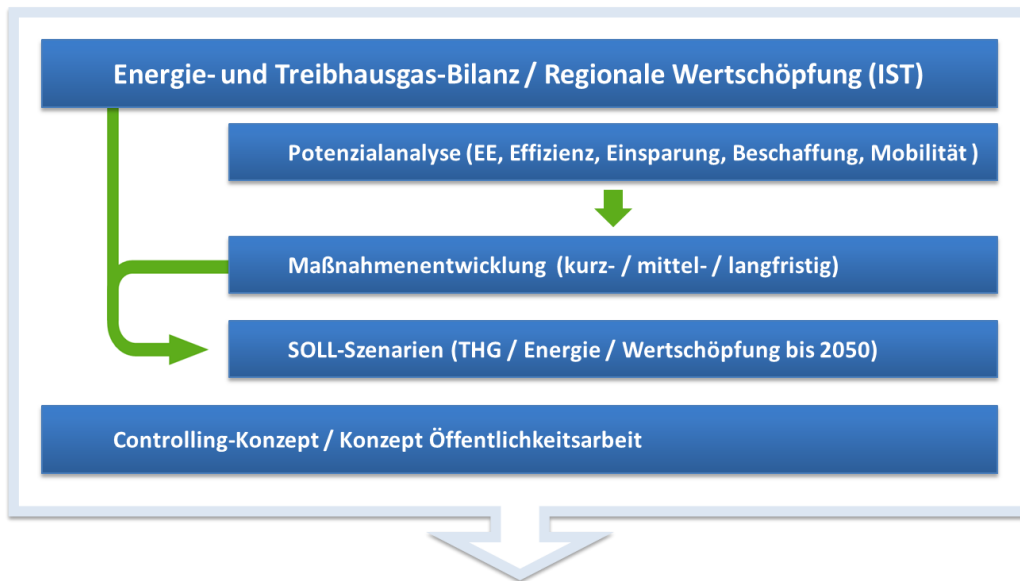 Energie- und Treibhausgas-Bilanz / Regionale Wertschöpfung (IST)
Potenzialanalyse (EE, Effizienz, Einsparung, Beschaffung, Mobilität )
Maßnahmenentwicklung (kurz- / mittel- / langfristig)
SOLL-Szenarien (THG / Energie / Wertschöpfung bis 2050)
Controlling-Konzept / Konzept Öffentlichkeitsarbeit